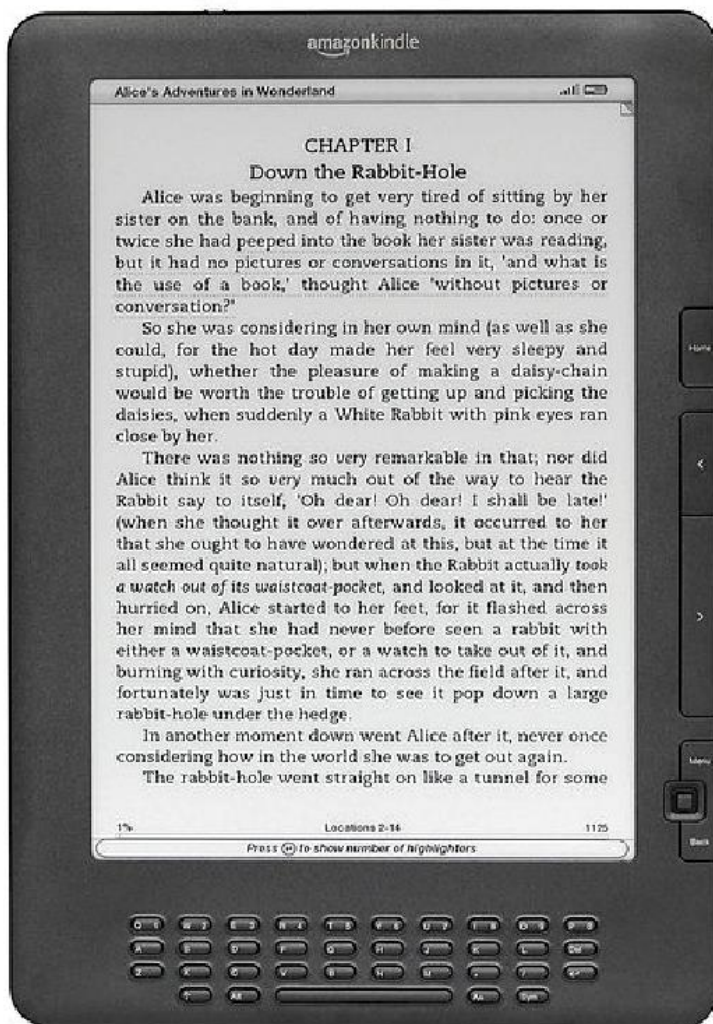 amazonkindle
Alice's Adventures in Wonderland
CHAPTER I
Down the Rabbit-Hole
Alice was beginning to get very tired of sitting by her
sister on the bank, and of having nothing to do: once or
twice she had peeped into the book her sister was reading,
but it had no pictures or conversations in it, 'and what is
the use of a book,' thought Alice 'without pictures or
conversation?'
So she was considering in her own mind (as well as she
could, for the hot day made her feel very sleepy and
stupid), whether the pleasure of making a daisy-chain
would be worth the trouble of getting up and picking the
daisies, when suddenly a White Rabbit with pink eyes ran
close by her.
There was nothing so very remarkable in that; nor did
Alice think it so very much out of the way to hear the
Rabbit say to itself, 'Oh dear! Oh dear! I shall be late!'
(when she thought it over afterwards, it occurred to her
that she ought to have wondered at this, but at the time it
all seemed quite natural); but when the Rabbit actually took
a watch out of its waistcoat-pocket, and looked at it, and then
hurried on, Alice started to her feet, for it flashed across
her mind that she had never before seen a rabbit with
either a waistcoat-pocket, or a watch to take out of it, and
burning with curiosity, she ran across the field after it, and
fortunately was just in time to see it pop down a large
rabbit-hole under the hedge.
In another moment down went Alice after it, never once
considering how in the world she was to get out again.
The rabbit-hole went straight on like a tunnel for some
1% Locations 2-14 1125
Press to show number of highlighters
Home
<
>
Menu
Back